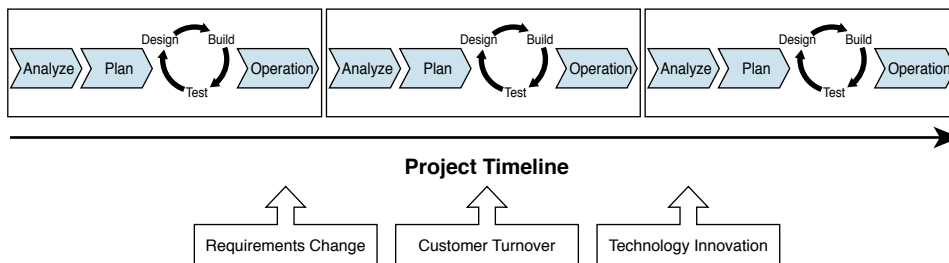 Analyze Plan Design Build Test Operation
Analyze Plan Design Build Test Operation
Analyze Plan Design Build Test Operation
Project Timeline
Requirements Change
Customer Turnover
Technology Innovation